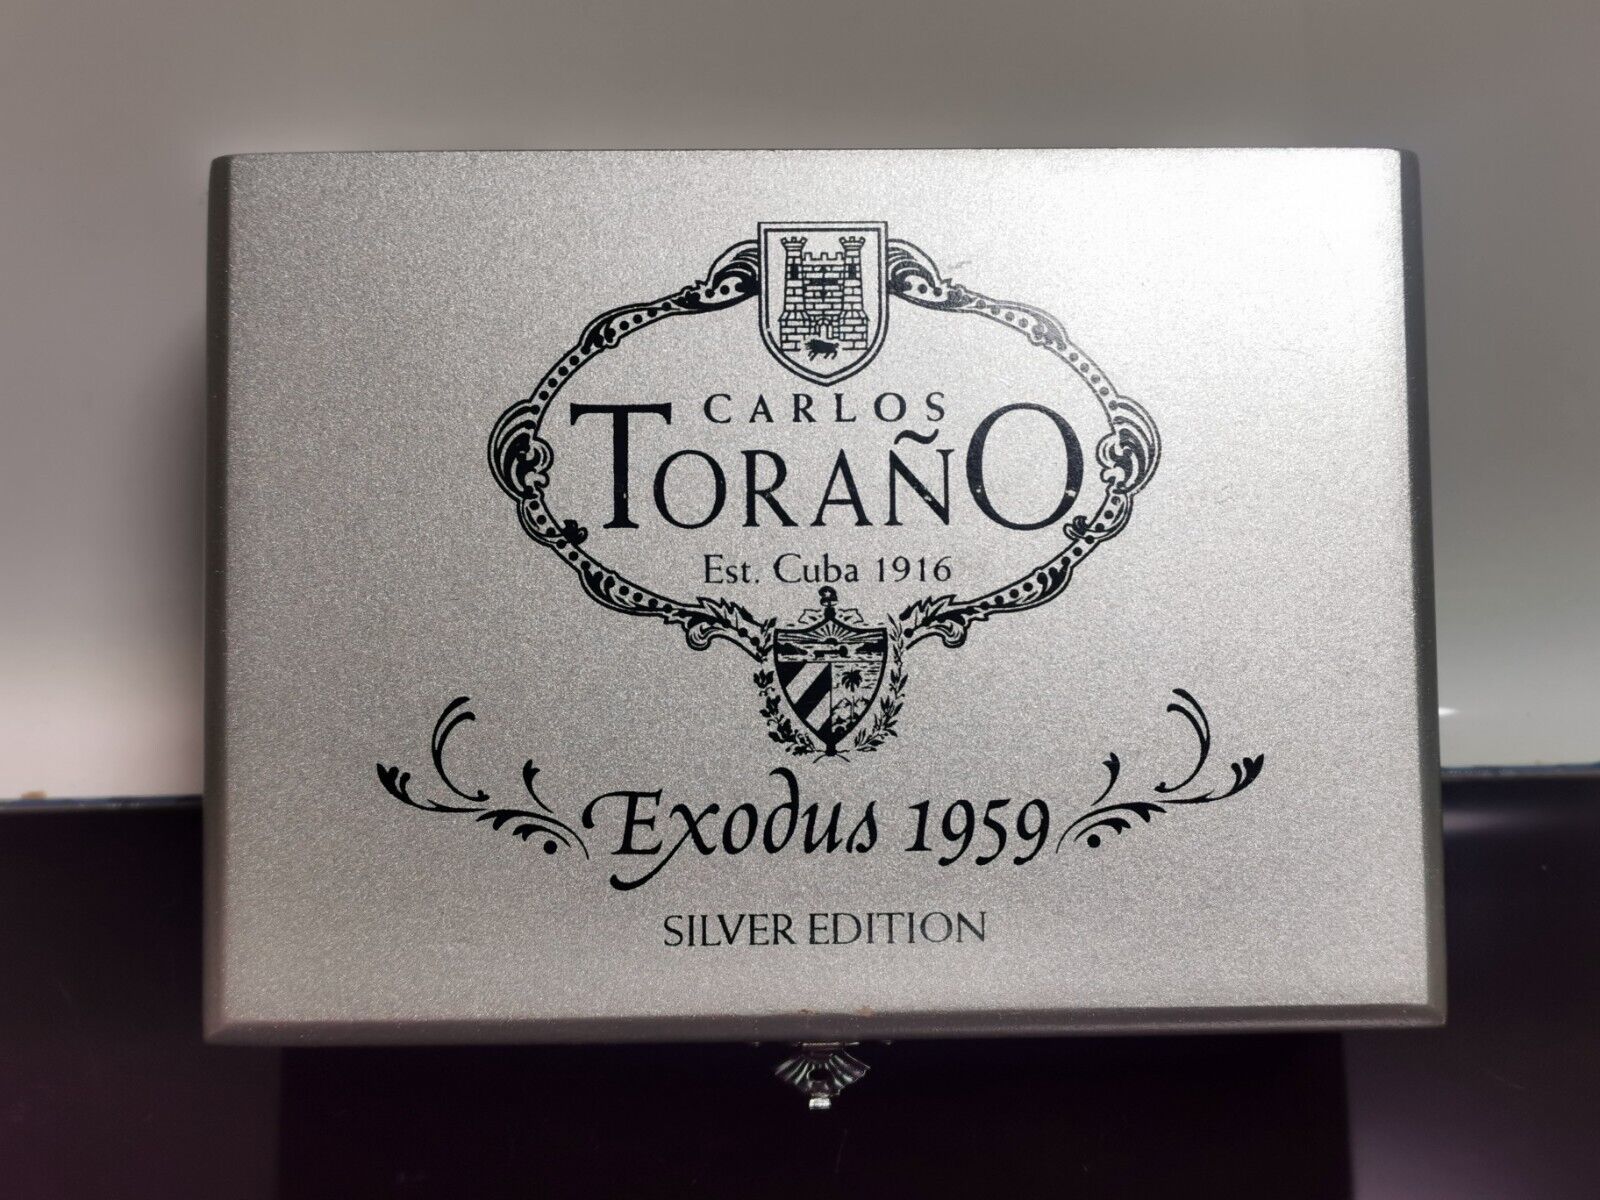 CARLOS
TORAÑO
Est. Cuba 1916
Exodus 1959
SILVER EDITION